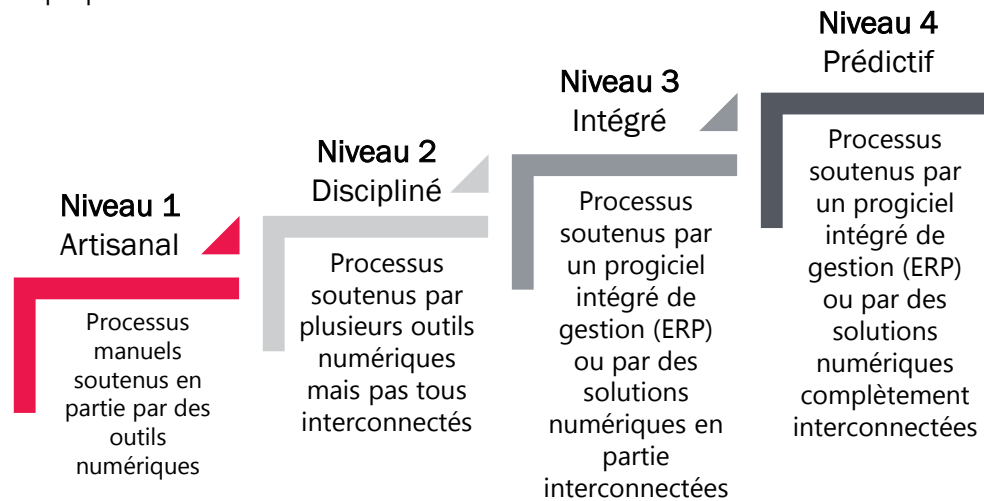 Niveau 1
Artisanal
Processus
manuels
soutenus en
partie par des
outils
numériques
Niveau 2
Discipliné
Processus
soutenus par
plusieurs outils
numériques
mais pas tous
interconnectés
Niveau 3
Intégré
Processus
soutenus par
un progiciel
intégré de
gestion (ERP)
ou par des
solutions
numériques en
partie
interconnectées
Niveau 4
Prédictif
Processus
soutenus par
un progiciel
intégré de
gestion (ERP)
ou par des
solutions
numériques
complètement
interconnectées